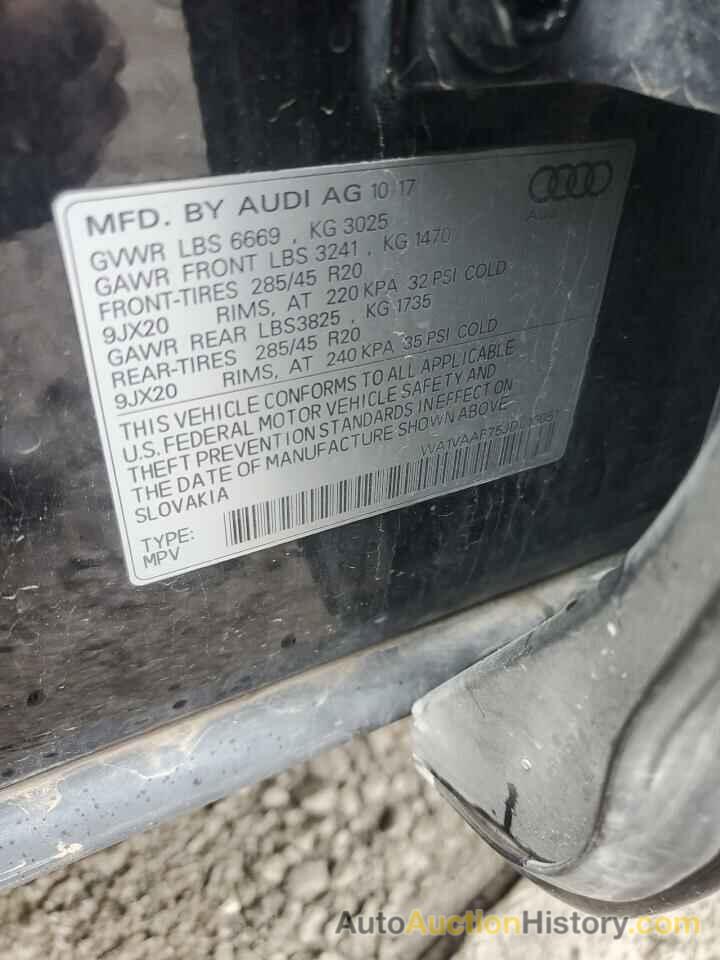 MFD. BY AUDI AG 10-17
Audi
GVWR LBS 6669 , KG 3025
GAWR FRONT LBS 3241 , KG 1470
FRONT-TIRES 285/45 R20
9JX20 RIMS, AT 220 KPA 32 PSI COLD
GAWR REAR LBS3825 , KG 1735
REAR-TIRES 285/45 R20
9JX20 RIMS, AT 240 KPA 35 PSI COLD
THIS VEHICLE CONFORMS TO ALL APPLICABLE
U.S. FEDERAL MOTOR VEHICLE SAFETY AND
THEFT PREVENTION STANDARDS IN EFFECT ON
THE DATE OF MANUFACTURE SHOWN ABOVE
SLOVAKIA
TYPE:
MPV
AutoAuctionHistory.com